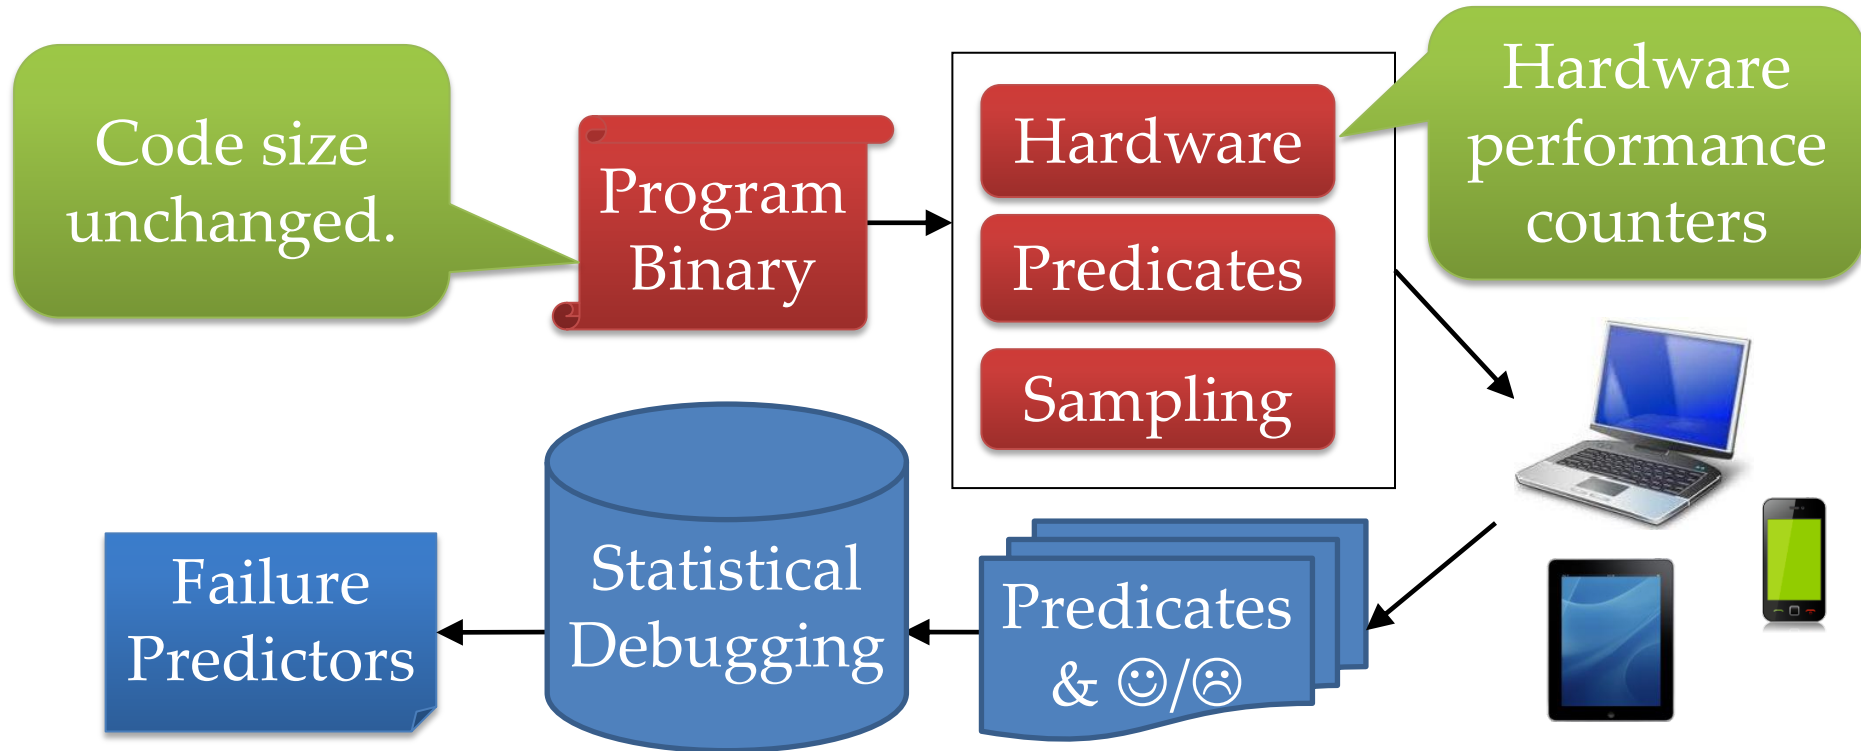 Code size
unchanged.
Program
Binary
Hardware
Predicates
Sampling
Hardware
performance
counters
Predicates
& ☺/☹
Statistical
Debugging
Failure
Predictors